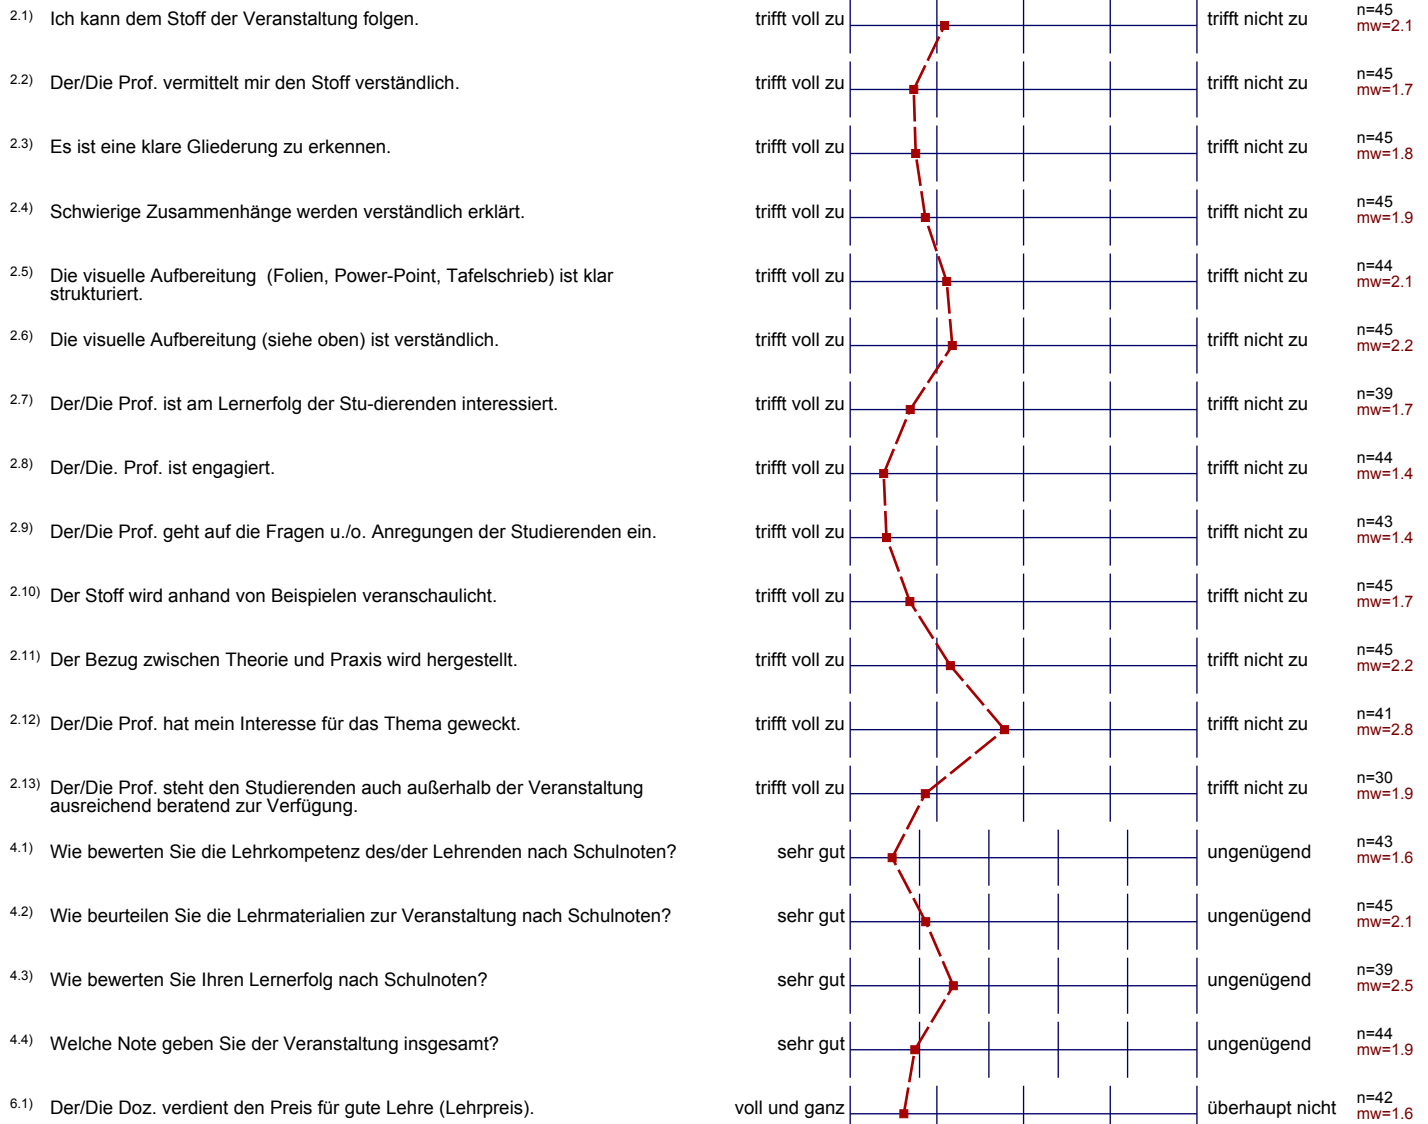 2.1) Ich kann dem Stoff der Veranstaltung folgen. trifft voll zu trifft nicht zu n=45
mw=2.1
2.2) Der/Die Prof. vermittelt mir den Stoff verständlich. trifft voll zu trifft nicht zu n=45
mw=1.7
2.3) Es ist eine klare Gliederung zu erkennen. trifft voll zu trifft nicht zu n=45
mw=1.8
2.4) Schwierige Zusammenhänge werden verständlich erklärt. trifft voll zu trifft nicht zu n=45
mw=1.9
2.5) Die visuelle Aufbereitung (Folien, Power-Point, Tafelschrieb) ist klar trifft voll zu trifft nicht zu n=44
strukturiert. mw=2.1
2.6) Die visuelle Aufbereitung (siehe oben) ist verständlich. trifft voll zu trifft nicht zu n=45
mw=2.2
2.7) Der/Die Prof. ist am Lernerfolg der Stu-dierenden interessiert. trifft voll zu trifft nicht zu n=39
mw=1.7
2.8) Der/Die. Prof. ist engagiert. trifft voll zu trifft nicht zu n=44
mw=1.4
2.9) Der/Die Prof. geht auf die Fragen u./o. Anregungen der Studierenden ein. trifft voll zu trifft nicht zu n=43
mw=1.4
2.10) Der Stoff wird anhand von Beispielen veranschaulicht. trifft voll zu trifft nicht zu n=45
mw=1.7
2.11) Der Bezug zwischen Theorie und Praxis wird hergestellt. trifft voll zu trifft nicht zu n=45
mw=2.2
2.12) Der/Die Prof. hat mein Interesse für das Thema geweckt. trifft voll zu trifft nicht zu n=41
mw=2.8
2.13) Der/Die Prof. steht den Studierenden auch außerhalb der Veranstaltung trifft voll zu trifft nicht zu n=30
ausreichend beratend zur Verfügung. mw=1.9
4.1) Wie bewerten Sie die Lehrkompetenz des/der Lehrenden nach Schulnoten? sehr gut ungenügend n=43
mw=1.6
4.2) Wie beurteilen Sie die Lehrmaterialien zur Veranstaltung nach Schulnoten? sehr gut ungenügend n=45
mw=2.1
4.3) Wie bewerten Sie Ihren Lernerfolg nach Schulnoten? sehr gut ungenügend n=39
mw=2.5
4.4) Welche Note geben Sie der Veranstaltung insgesamt? sehr gut ungenügend n=44
mw=1.9
6.1) Der/Die Doz. verdient den Preis für gute Lehre (Lehrpreis). voll und ganz überhaupt nicht n=42
mw=1.6